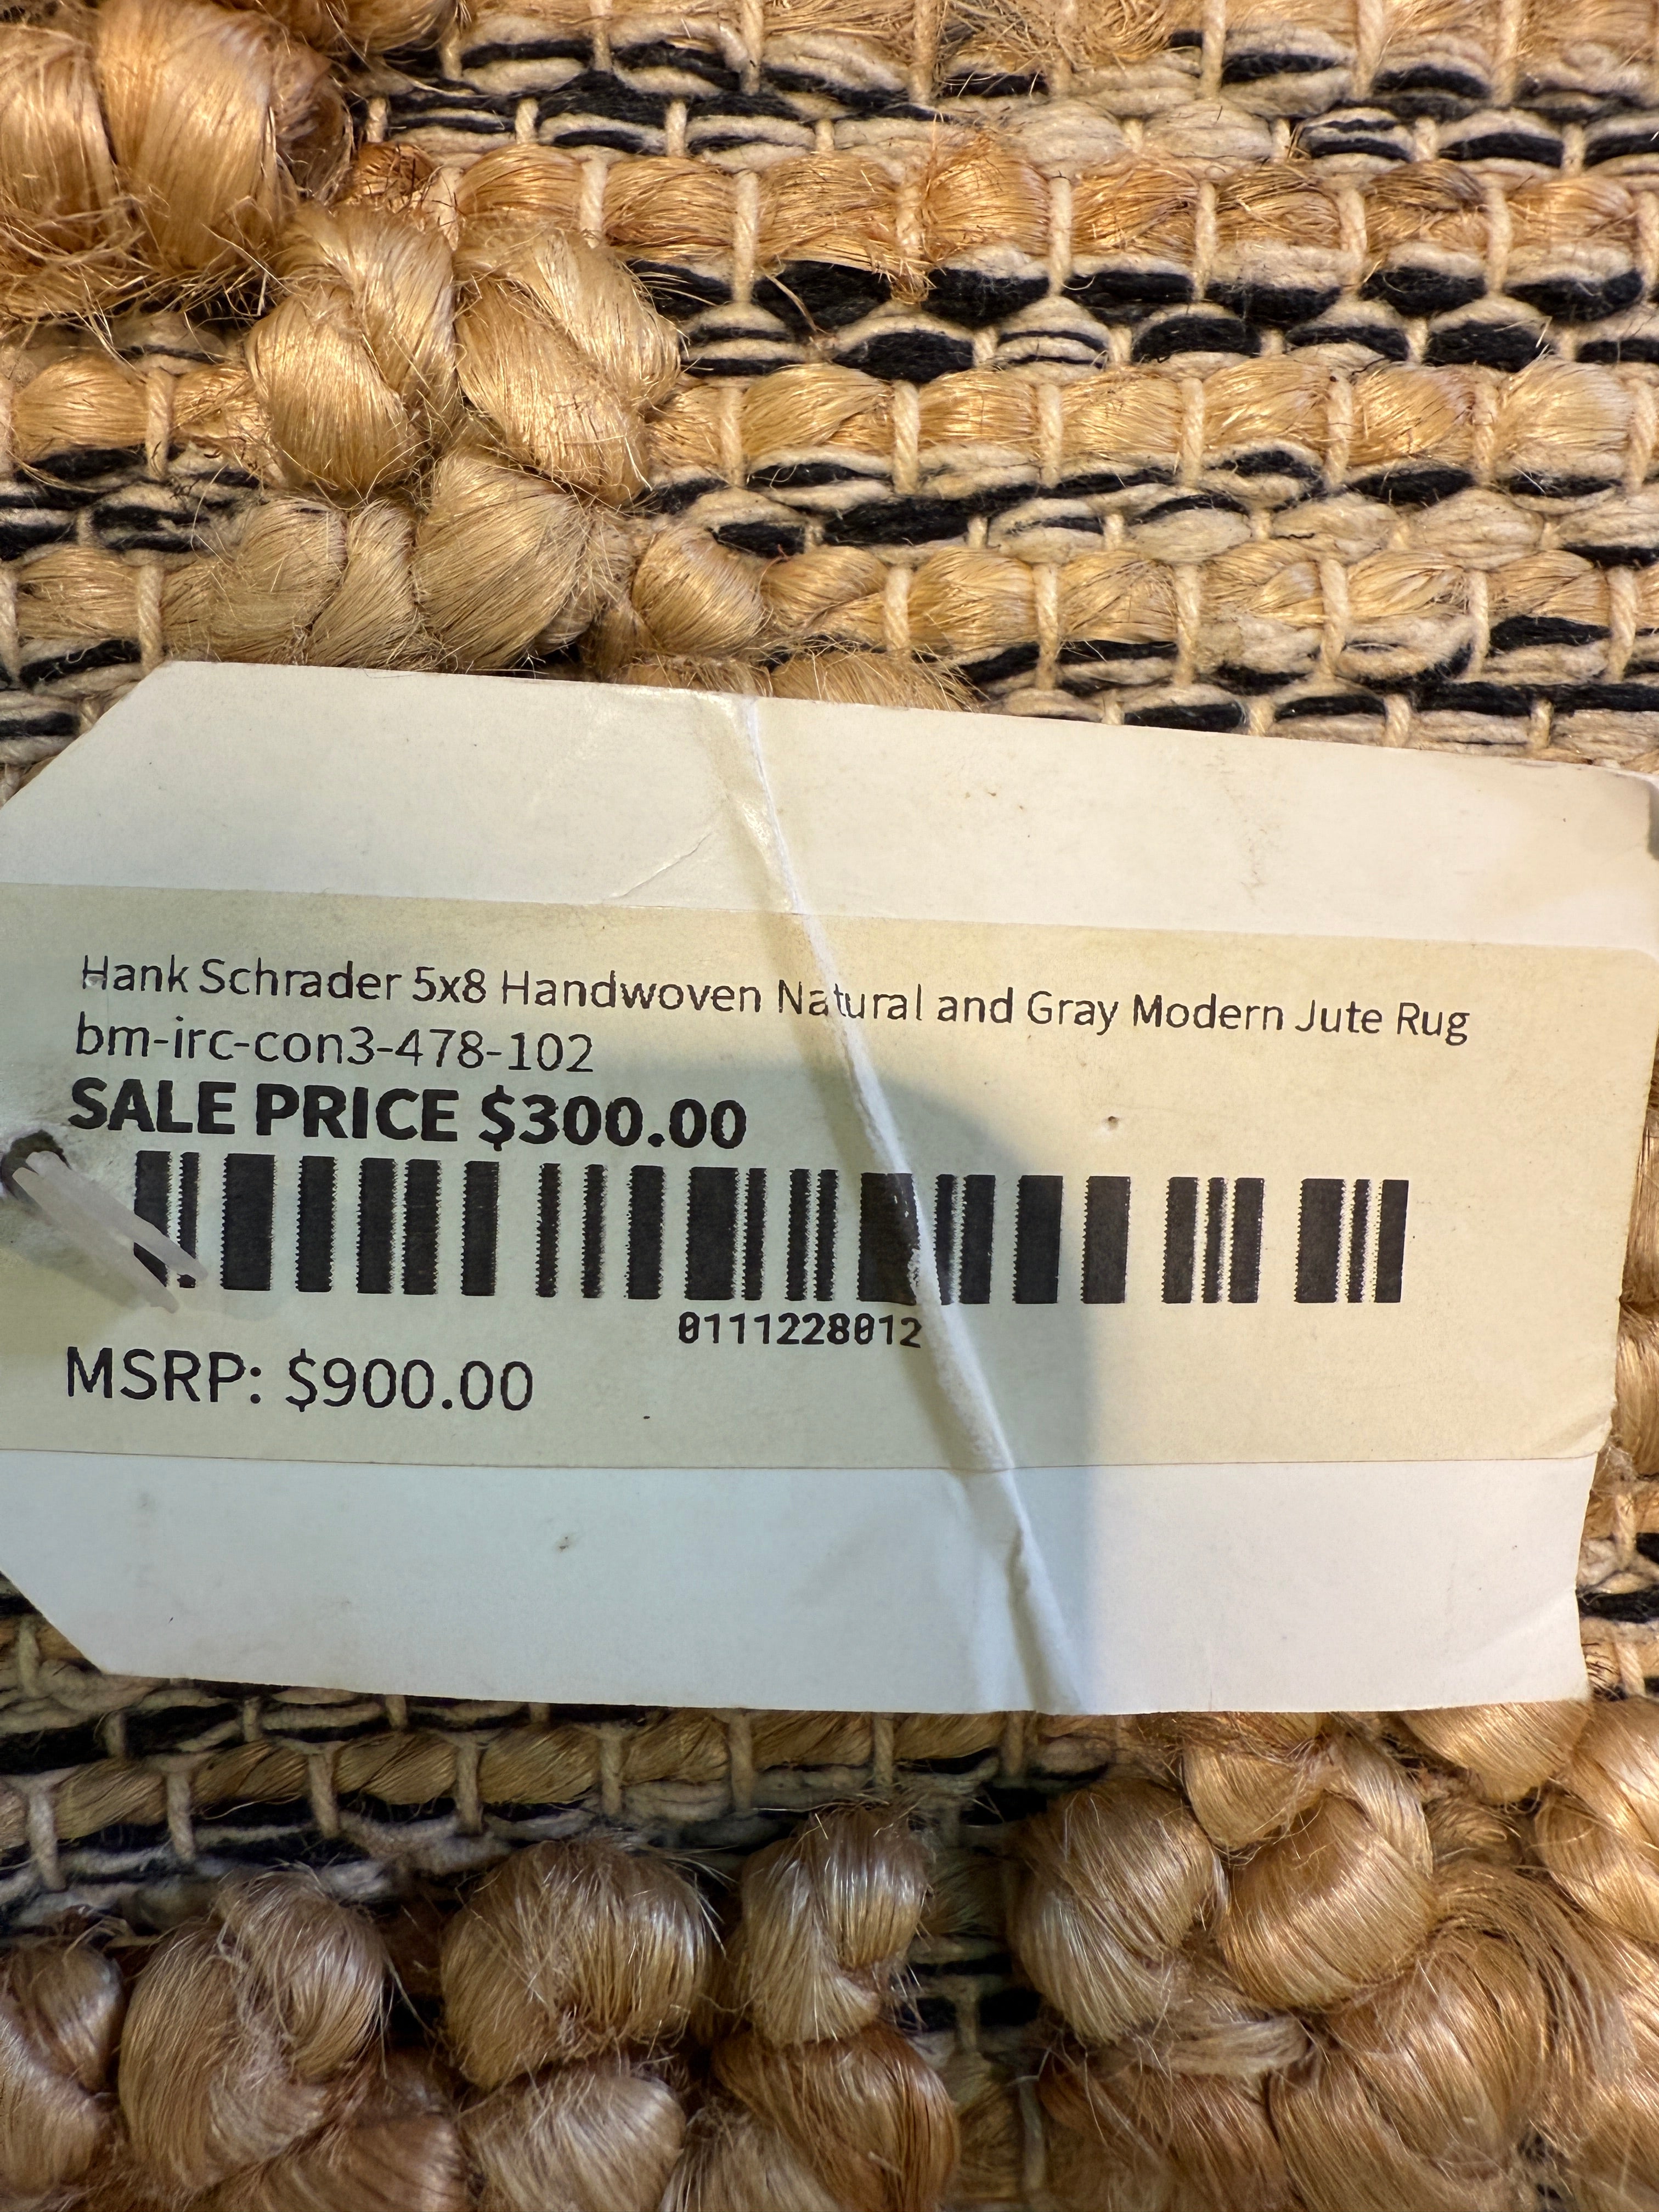 Hank Schrader 5x8 Handwoven Natural and Gray Modern Jute Rug
bm-irc-con3-478-102
SALE PRICE $300.00
0111228012
MSRP: $900.00